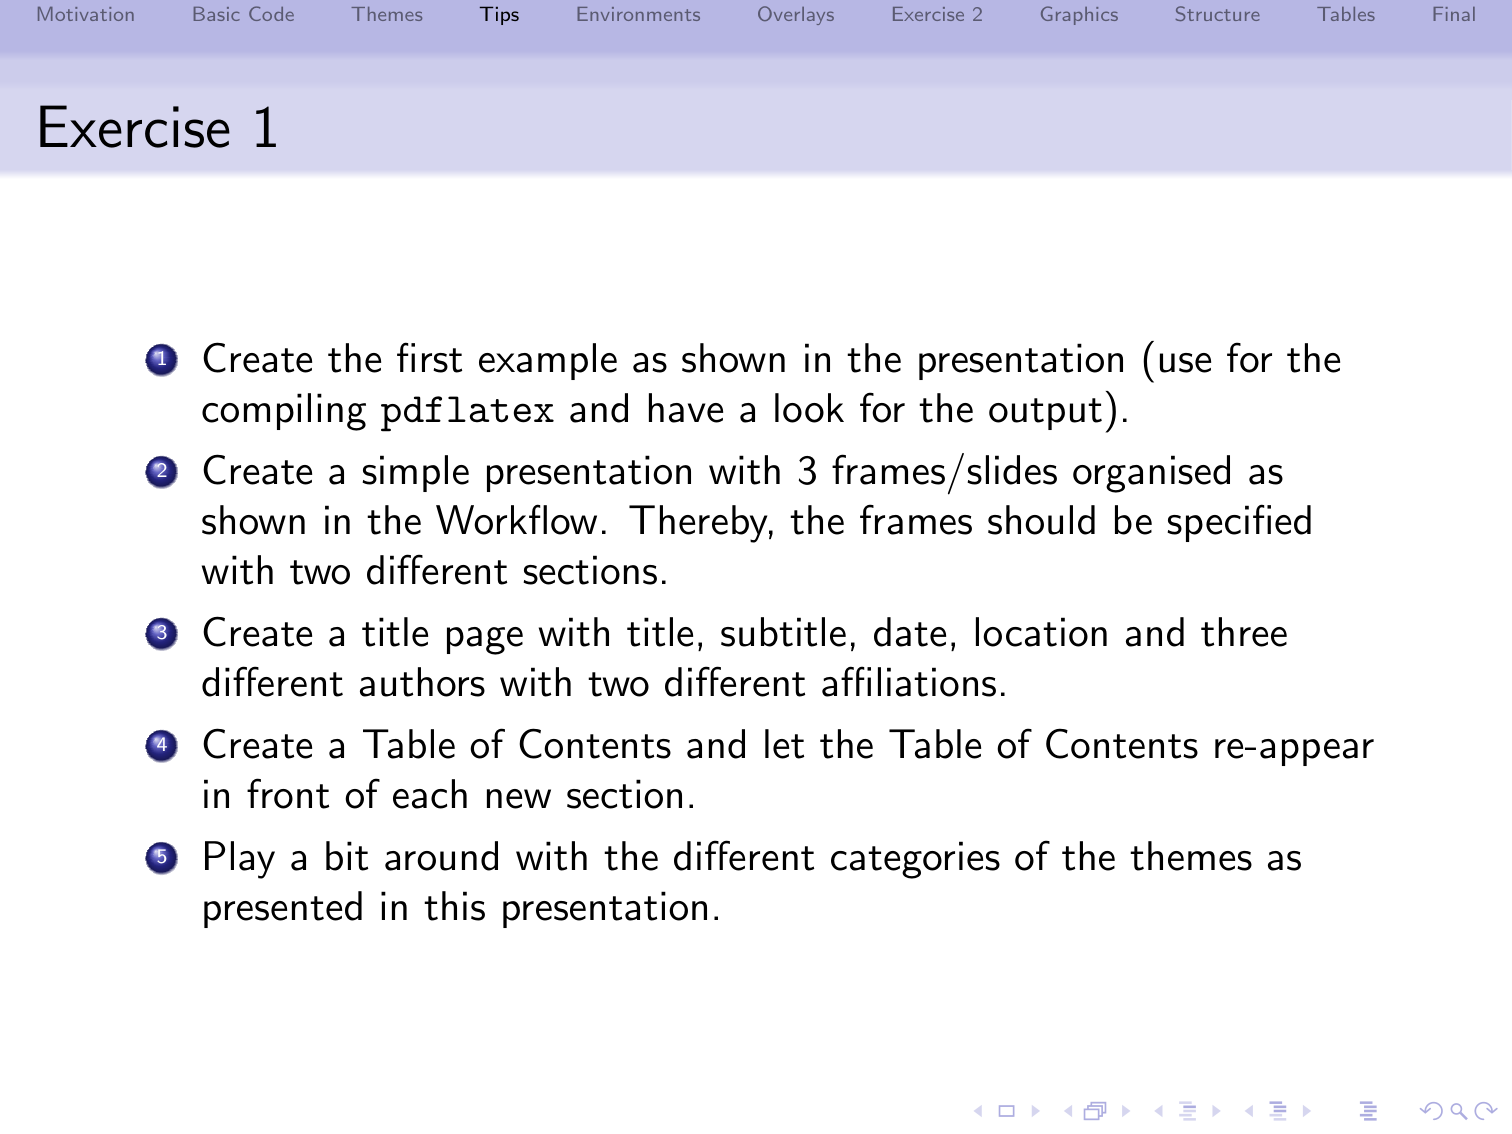 Motivation Basic Code Themes Tips Environments Overlays Exercise 2 Graphics Structure Tables Final
Exercise 1
1 Create the first example as shown in the presentation (use for the
compiling pdflatex and have a look for the output).
2 Create a simple presentation with 3 frames/slides organised as
shown in the Workflow. Thereby, the frames should be specified
with two different sections.
3 Create a title page with title, subtitle, date, location and three
different authors with two different affiliations.
4 Create a Table of Contents and let the Table of Contents re-appear
in front of each new section.
5 Play a bit around with the different categories of the themes as
presented in this presentation.